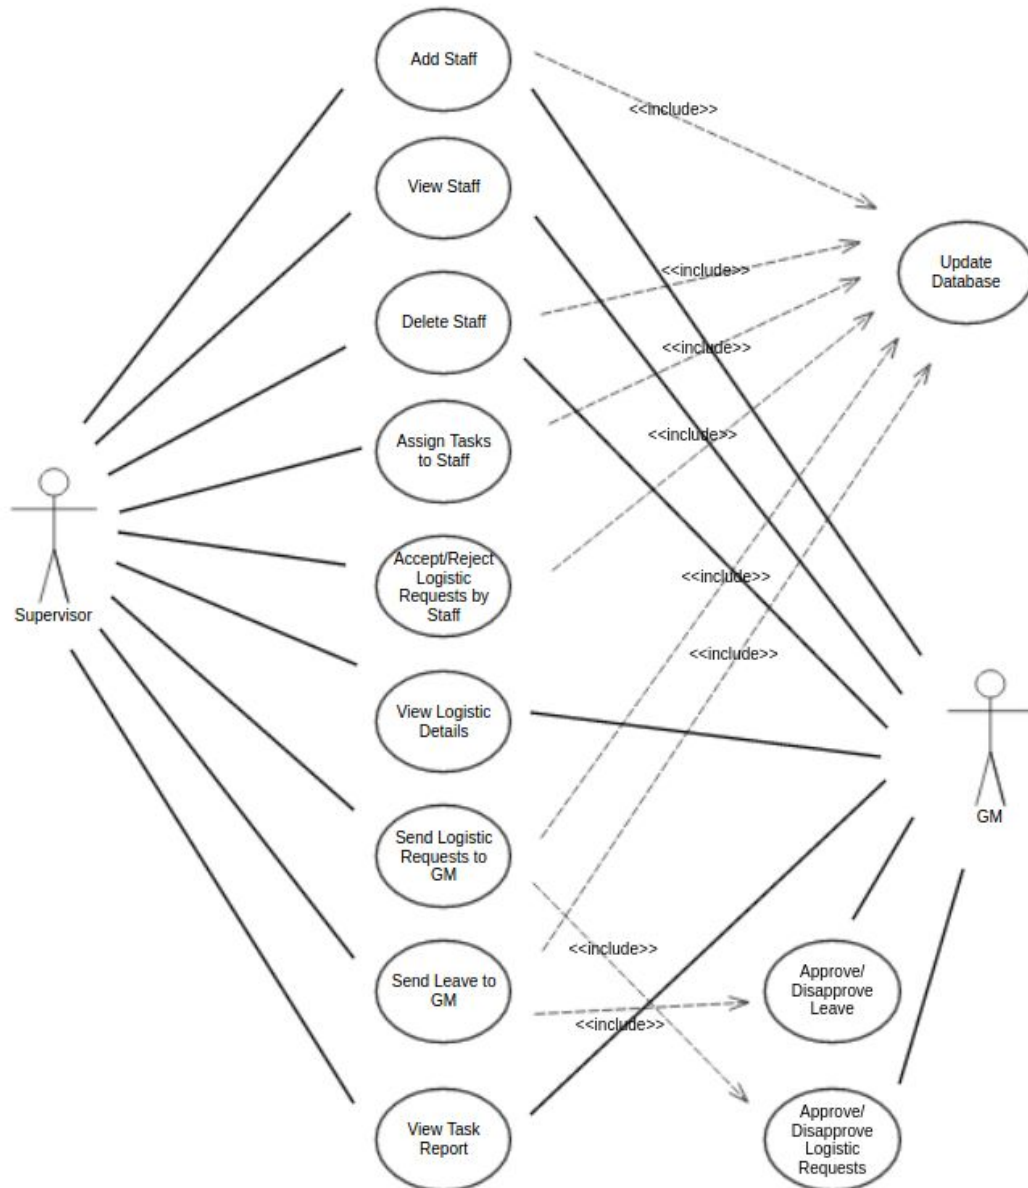 Add Staff
<<include>>
View Staff
Update
Database
<<include>>
Delete Staff
<<include>>
Assign Tasks
to Staff
<<include>>
Accept/Reject
Logistic
Requests by
Staff
<<include>>
Supervisor
<<include>>
View Logistic
Details
GM
Send Logistic
Requests to
GM
<<include>>
Send Leave to
GM
Approve/
Disapprove
Leave
<<include>>
View Task
Report
Approve/
Disapprove
Logistic
Requests